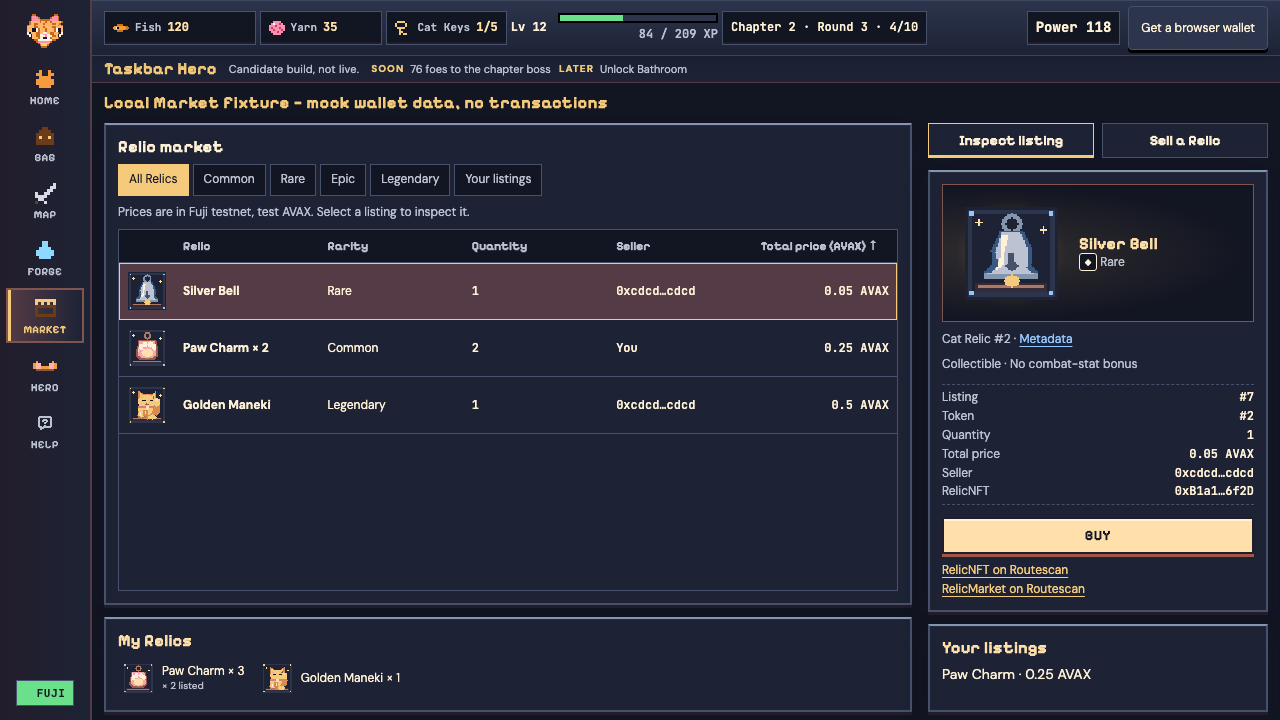 Fish 120
Yarn 35
Cat Keys 1/5
Lv 12
84 / 209 XP
Chapter 2 · Round 3 · 4/10
Power 118
Get a browser wallet
Taskbar Hero Candidate build, not live. SOON 76 foes to the chapter boss LATER Unlock Bathroom
HOME
BAG
MAP
FORGE
MARKET
HERO
HELP
FUJI
Local Market Fixture – mock wallet data, no transactions
Relic market
All Relics
Common
Rare
Epic
Legendary
Your listings
Prices are in Fuji testnet, test AVAX. Select a listing to inspect it.
Relic Rarity Quantity Seller Total price (AVAX) ↑
Silver Bell Rare 1 0xcdcd…cdcd 0.05 AVAX
Paw Charm × 2 Common 2 You 0.25 AVAX
Golden Maneki Legendary 1 0xcdcd…cdcd 0.5 AVAX
My Relics
Paw Charm × 3
× 2 listed
Golden Maneki × 1
Inspect listing
Sell a Relic
Silver Bell
Rare
Cat Relic #2 · Metadata
Collectible · No combat-stat bonus
Listing #7
Token #2
Quantity 1
Total price 0.05 AVAX
Seller 0xcdcd…cdcd
RelicNFT 0xB1a1…6f2D
BUY
RelicNFT on Routescan
RelicMarket on Routescan
Your listings
Paw Charm · 0.25 AVAX